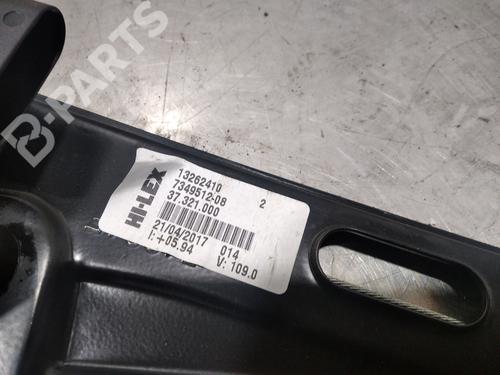 B-PARTS
HI-LEX
13262410 2
7349512-08
37.321.000
21/04/2017 014
I:+05.94 V: 109.0